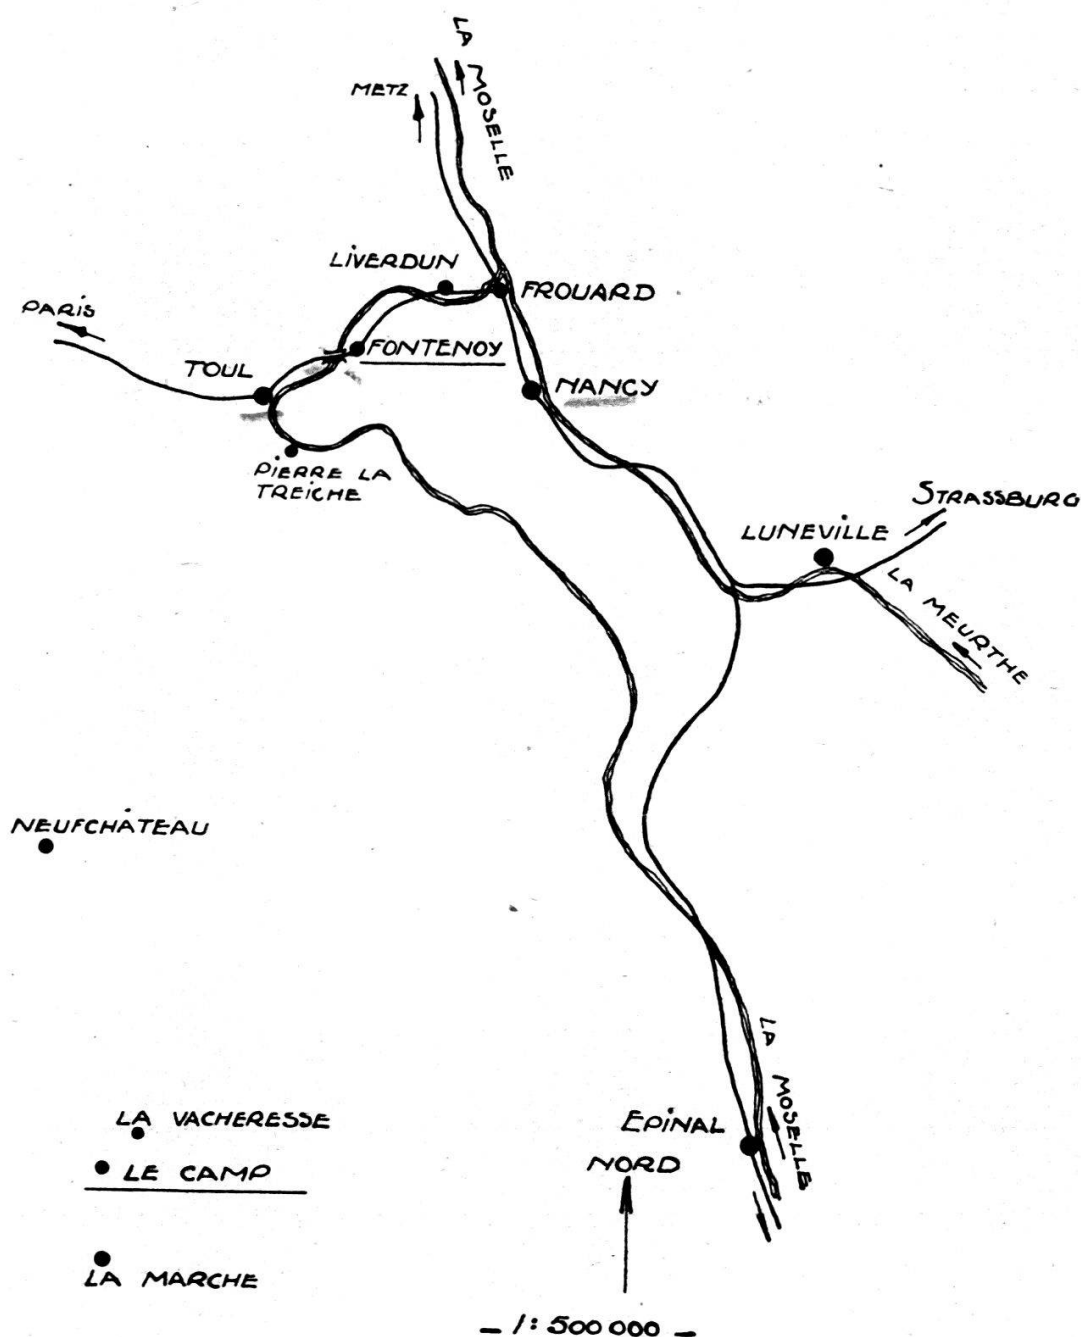 LA MOSELLE
METZ
LIVERDUN
FROUARD
PARIS
FONTENOY
TOUL
NANCY
PIERRE LA
TREICHE
STRASSBURG
LUNEVILLE
LA MEURTHE
NEUFCHÂTEAU
LA MOSELLE
LA VACHERESSE
EPINAL
LE CAMP
NORD
LA MARCHE
_ 1:500 000 _